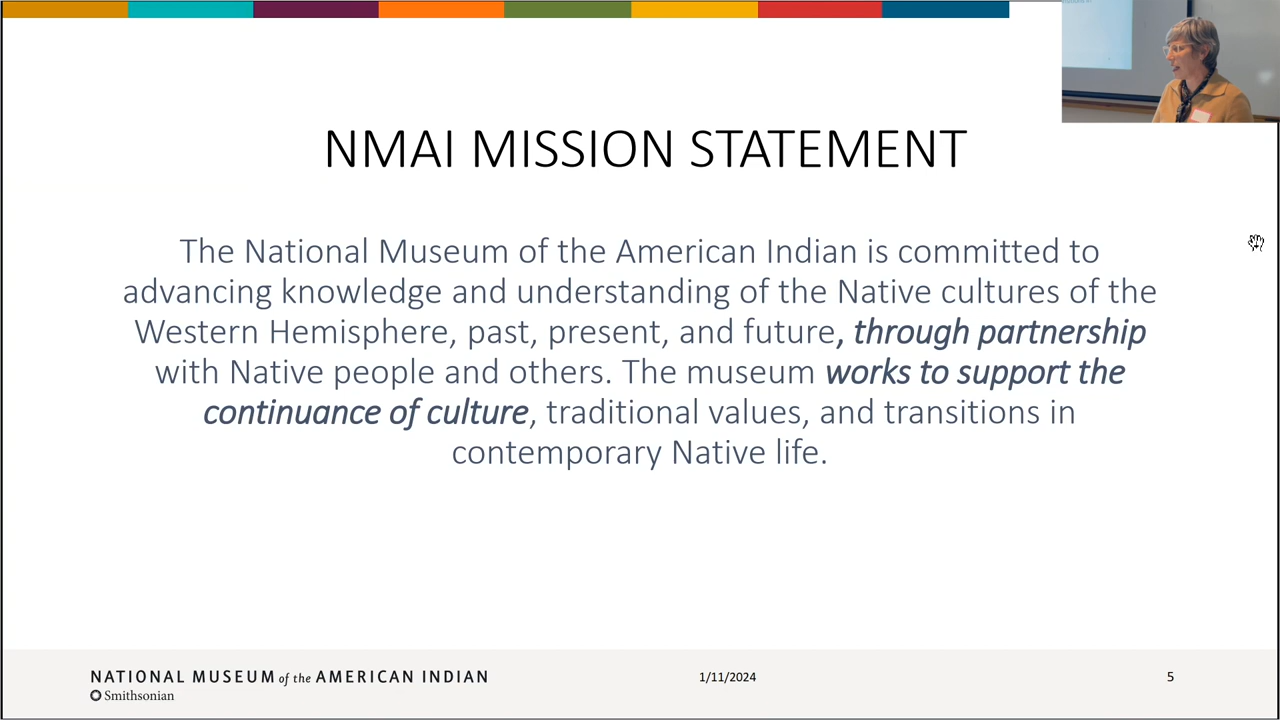 NMAI MISSION STATEMENT
The National Museum of the American Indian is committed to
advancing knowledge and understanding of the Native cultures of the
Western Hemisphere, past, present, and future, through partnership
with Native people and others. The museum works to support the
continuance of culture, traditional values, and transitions in
contemporary Native life.
NATIONAL MUSEUM of the AMERICAN INDIAN
Smithsonian
1/11/2024
5